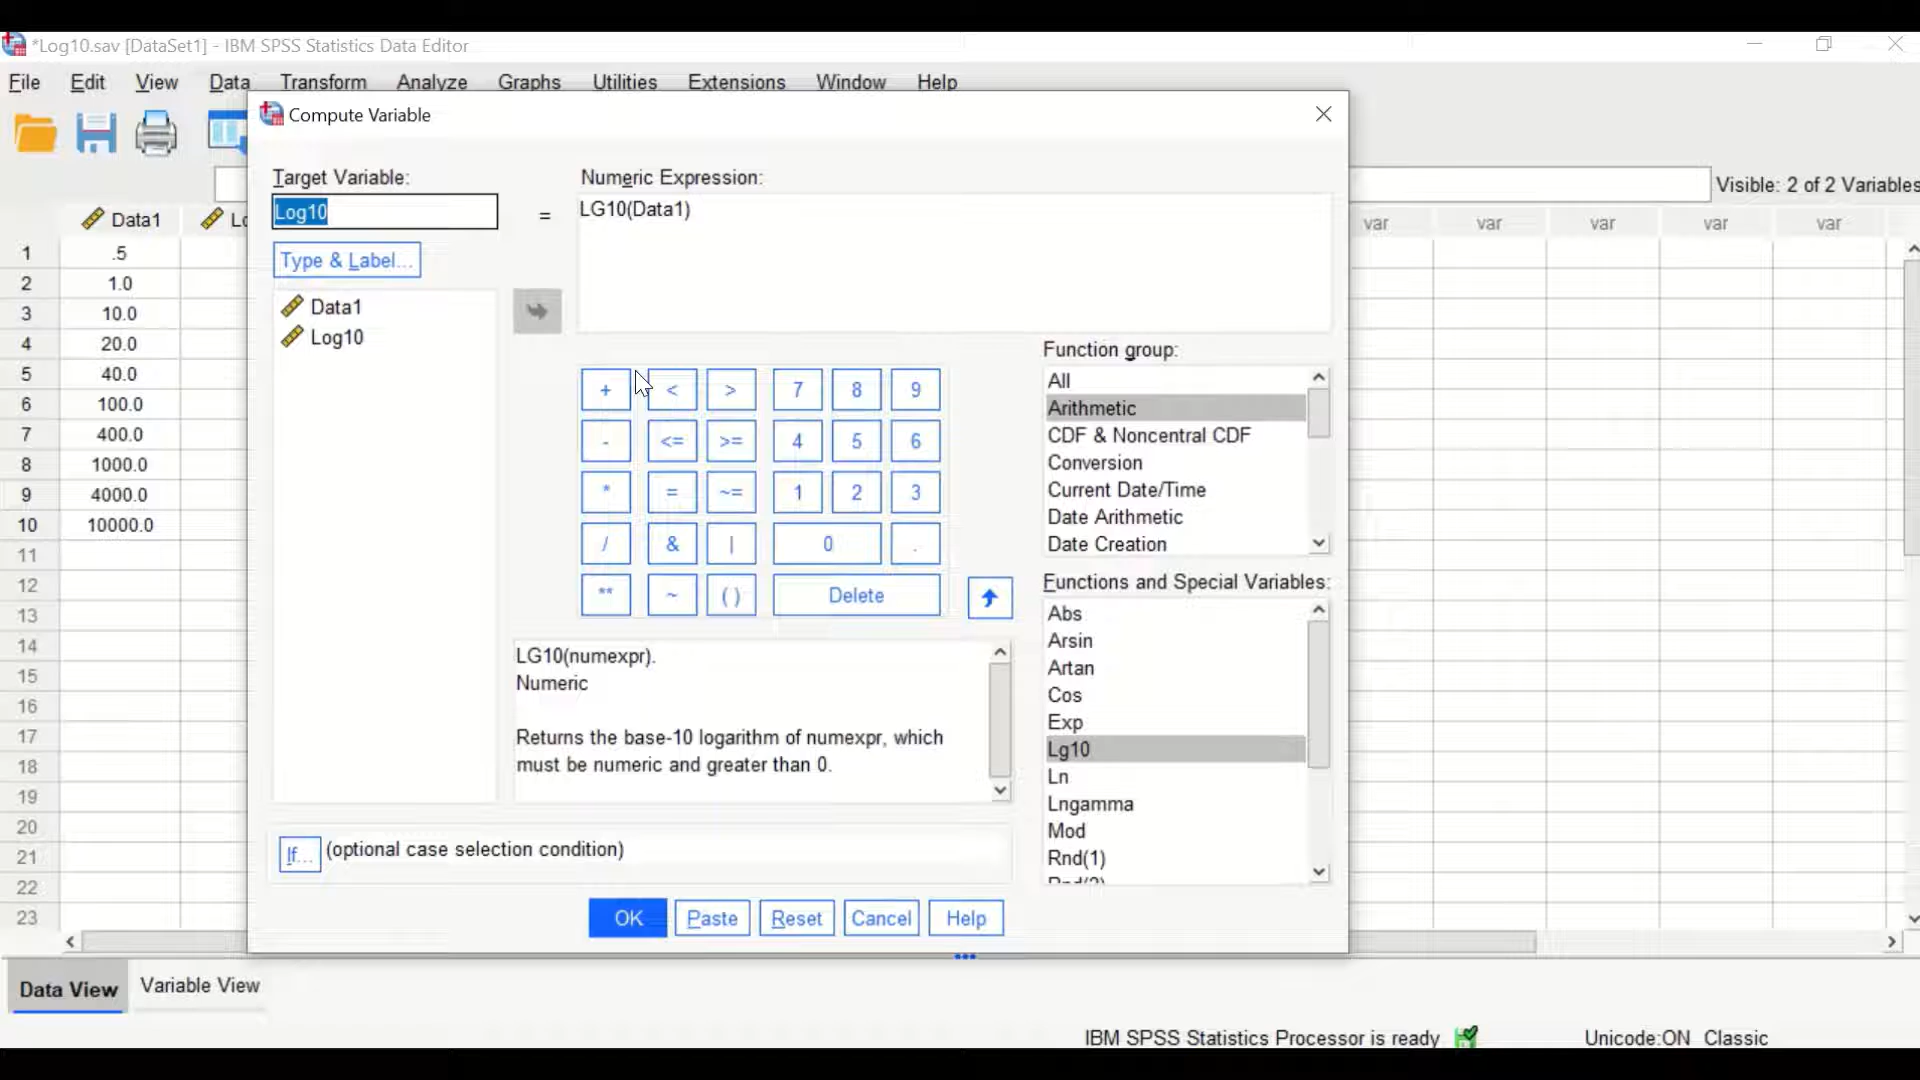 *Log10.sav [DataSet1] - IBM SPSS Statistics Data Editor
File Edit View Data Transform Analyze Graphs Utilities Extensions Window Help
Compute Variable
Target Variable:
Log10
=
Numeric Expression:
LG10(Data1)
Type & Label...
Data1
Log10
+ < > 7 8 9
- <= >= 4 5 6
* = ~= 1 2 3
/ & | 0 .
** ~ ( ) Delete
Function group:
All
Arithmetic
CDF & Noncentral CDF
Conversion
Current Date/Time
Date Arithmetic
Date Creation
Functions and Special Variables:
Abs
Arsin
Artan
Cos
Exp
Lg10
Ln
Lngamma
Mod
Rnd(1)
LG10(numexpr).
Numeric
Returns the base-10 logarithm of numexpr, which
must be numeric and greater than 0.
If... (optional case selection condition)
OK Paste Reset Cancel Help
Visible: 2 of 2 Variables
Data1 Lo var var var var var
1 .5
2 1.0
3 10.0
4 20.0
5 40.0
6 100.0
7 400.0
8 1000.0
9 4000.0
10 10000.0
11
12
13
14
15
16
17
18
19
20
21
22
23
Data View Variable View
IBM SPSS Statistics Processor is ready Unicode:ON Classic